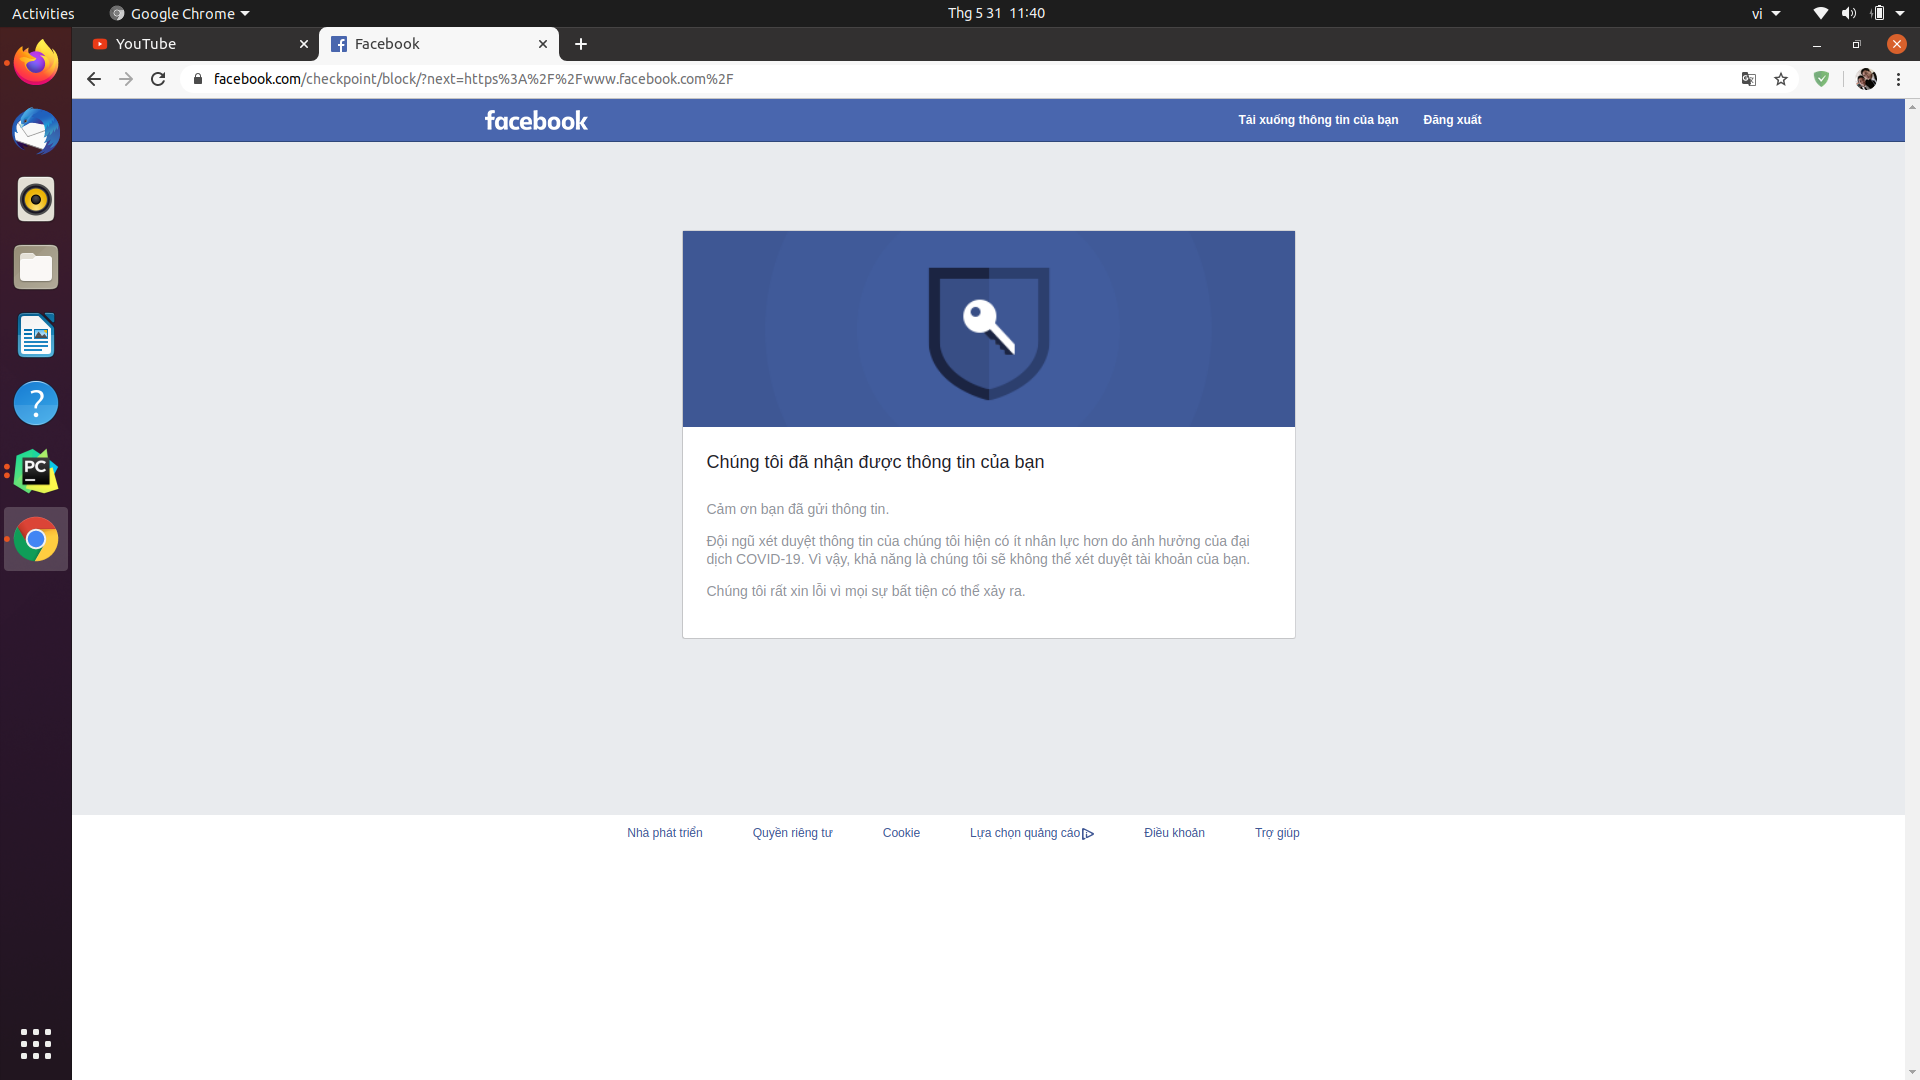 Activities
Google Chrome
Thg 5 31 11:40
vi
YouTube
Facebook
facebook.com/checkpoint/block/?next=https%3A%2F%2Fwww.facebook.com%2F
facebook
Tải xuống thông tin của bạn
Đăng xuất
Chúng tôi đã nhận được thông tin của bạn
Cảm ơn bạn đã gửi thông tin.
Đội ngũ xét duyệt thông tin của chúng tôi hiện có ít nhân lực hơn do ảnh hưởng của đại
dịch COVID-19. Vì vậy, khả năng là chúng tôi sẽ không thể xét duyệt tài khoản của bạn.
Chúng tôi rất xin lỗi vì mọi sự bất tiện có thể xảy ra.
Nhà phát triển
Quyền riêng tư
Cookie
Lựa chọn quảng cáo
Điều khoản
Trợ giúp
?
PC